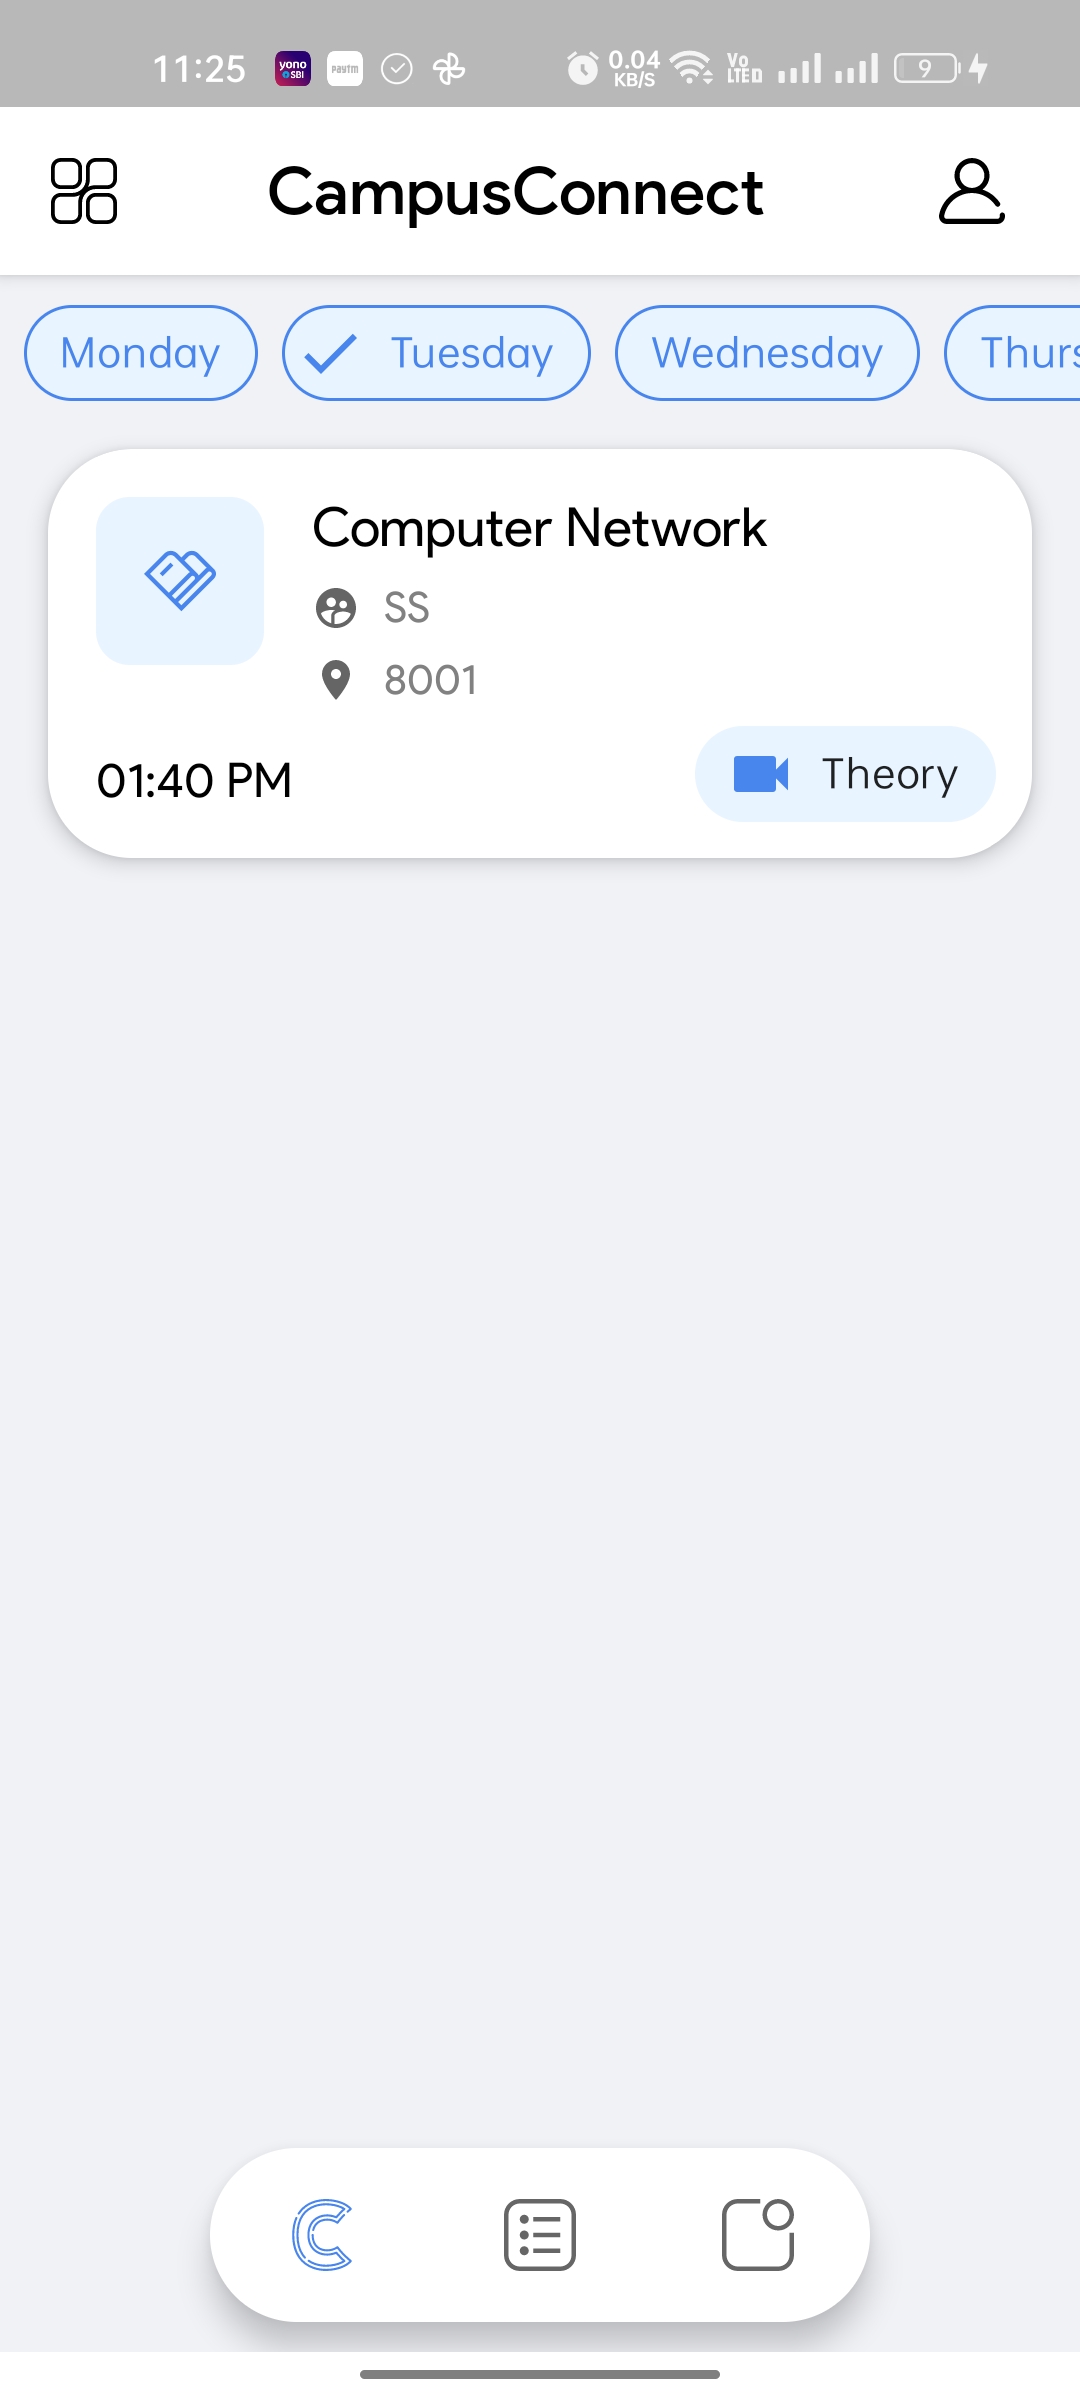 11:25 yono SBI paytm 0.04 KB/S Vo LTE D 9
CampusConnect
Monday Tuesday Wednesday Thurs
Computer Network
SS
8001
01:40 PM Theory